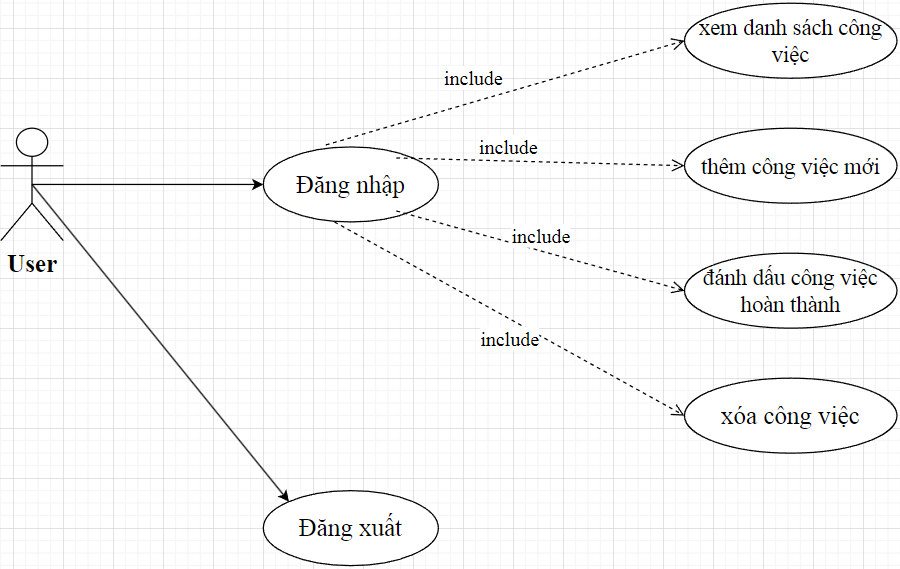 xem danh sách công
việc
include
include
thêm công việc mới
Đăng nhập
include
User
đánh dấu công việc
hoàn thành
include
xóa công việc
Đăng xuất